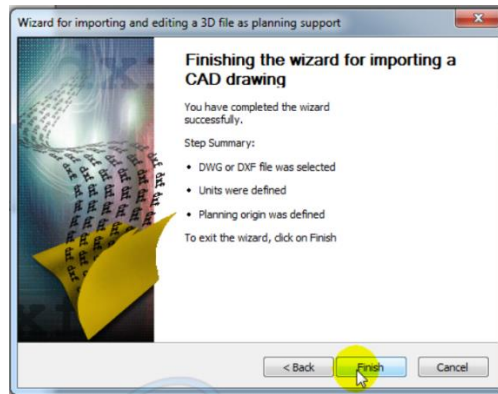 Wizard for importing and editing a 3D file as planning support
Finishing the wizard for importing a
CAD drawing
You have completed the wizard
successfully.
Step Summary:
• DWG or DXF file was selected
• Units were defined
• Planning origin was defined
To exit the wizard, click on Finish
< Back
Finish
Cancel